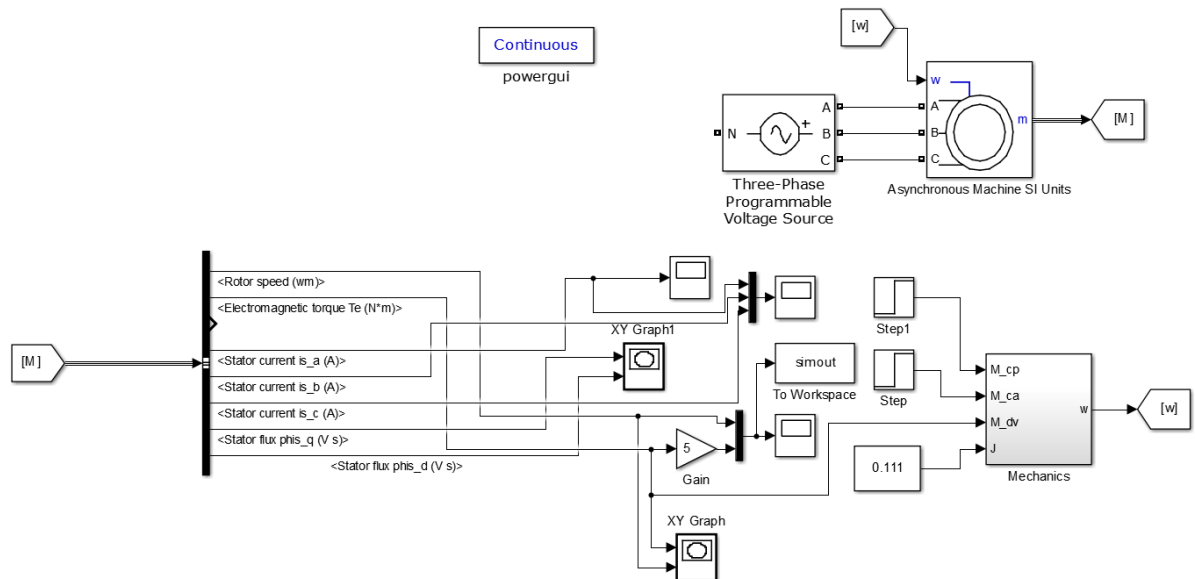 [w]
Continuous
powergui
w
A
B
C
m
[M ]
N
+
A
B
C
Asynchronous Machine SI Units
Three-Phase
Programmable
Voltage Source
<Rotor speed (wm)>
<Electromagnetic torque Te (N*m)>
Step1
XY Graph1
[M ]
<Stator current is_a (A)>
simout
M_cp
<Stator current is_b (A)>
To Workspace
Step
M_ca
w
[w]
<Stator current is_c (A)>
M_dv
<Stator flux phis_q (V s)>
5
J
<Stator flux phis_d (V s)>
Gain
0.111
Mechanics
XY Graph